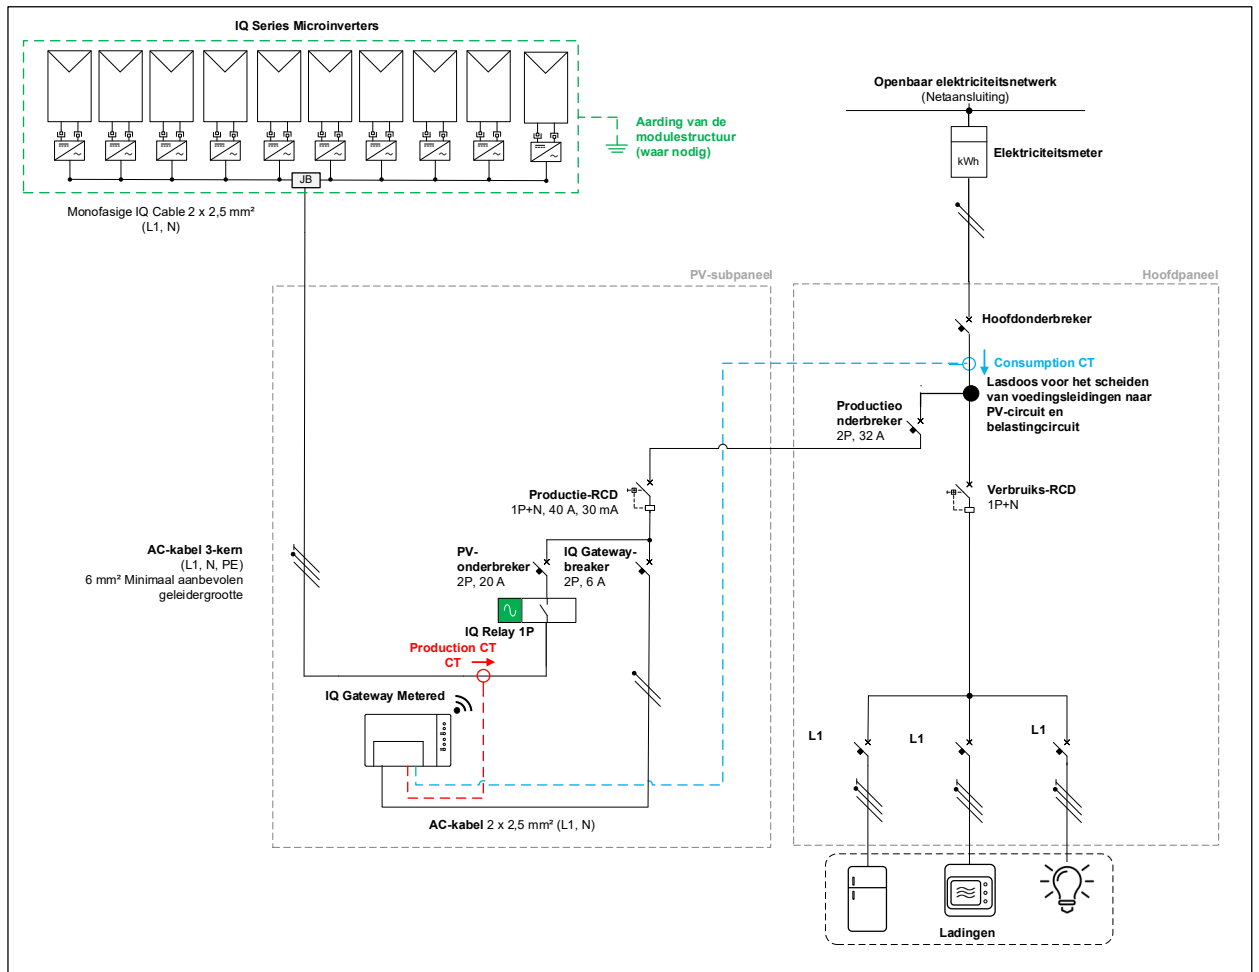 IQ Series Microinverters
Openbaar elektriciteitsnetwerk
(Netaansluiting)
Aarding van de
modulestructuur
(waar nodig)
kWh
Elektriciteitsmeter
JB
Monofasige IQ Cable 2 x 2,5 mm²
(L1, N)
PV-subpaneel
Hoofdpaneel
Hoofdonderbreker
Consumption CT
Lasdoos voor het scheiden
van voedingsleidingen naar
PV-circuit en
belastingcircuit
Productieo
nderbreker
2P, 32 A
Productie-RCD
1P+N, 40 A, 30 mA
Verbruiks-RCD
1P+N
AC-kabel 3-kern
(L1, N, PE)
6 mm² Minimaal aanbevolen
geleidergrootte
PV-
onderbreker
2P, 20 A
IQ Gateway-
breaker
2P, 6 A
IQ Relay 1P
Production CT
CT
IQ Gateway Metered
L1
L1
L1
AC-kabel 2 x 2,5 mm² (L1, N)
Ladingen